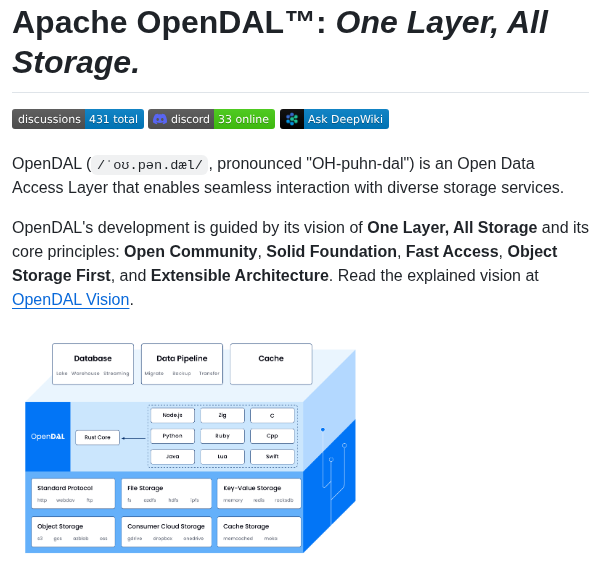 Apache OpenDAL™: One Layer, All
Storage.
discussions 431 total discord 33 online Ask DeepWiki
OpenDAL (/ˈoʊ.pən.dæl/, pronounced "OH-puhn-dal") is an Open Data
Access Layer that enables seamless interaction with diverse storage services.
OpenDAL's development is guided by its vision of One Layer, All Storage and its
core principles: Open Community, Solid Foundation, Fast Access, Object
Storage First, and Extensible Architecture. Read the explained vision at
OpenDAL Vision.
Database Data Pipeline Cache
Lake Warehouse Streaming Migrate Backup Transfer
Node.js Zig C
OpenDAL Rust Core Python Ruby Cpp
Java Lua Swift
Standard Protocol File Storage Key-Value Storage
http webdav ftp fs hdfs ipfs memory redis rocksdb
Object Storage Consumer Cloud Storage Cache Storage
s3 gcs azblob oss gdrive dropbox onedrive memcached moka